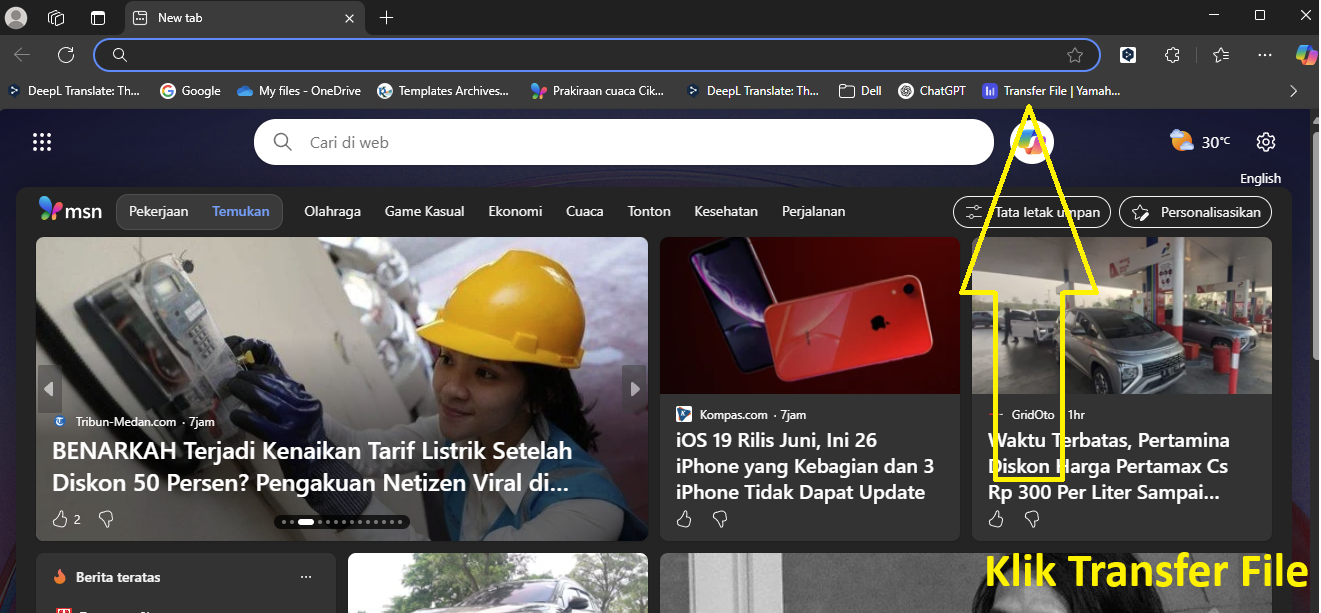 New tab
DeepL Translate: Th...
Google
My files - OneDrive
Templates Archives...
Prakiraan cuaca Cik...
DeepL Translate: Th...
Dell
ChatGPT
Transfer File | Yamah...
Cari di web
30°C
English
msn
Pekerjaan
Temukan
Olahraga
Game Kasual
Ekonomi
Cuaca
Tonton
Kesehatan
Perjalanan
Tata letak umpan
Personalisasikan
Tribun-Medan.com · 7jam
BENARKAH Terjadi Kenaikan Tarif Listrik Setelah
Diskon 50 Persen? Pengakuan Netizen Viral di...
2
Kompas.com · 7jam
iOS 19 Rilis Juni, Ini 26
iPhone yang Kebagian dan 3
iPhone Tidak Dapat Update
GridOto · 1hr
Waktu Terbatas, Pertamina
Diskon Harga Pertamax Cs
Rp 300 Per Liter Sampai...
Berita teratas
Klik Transfer File